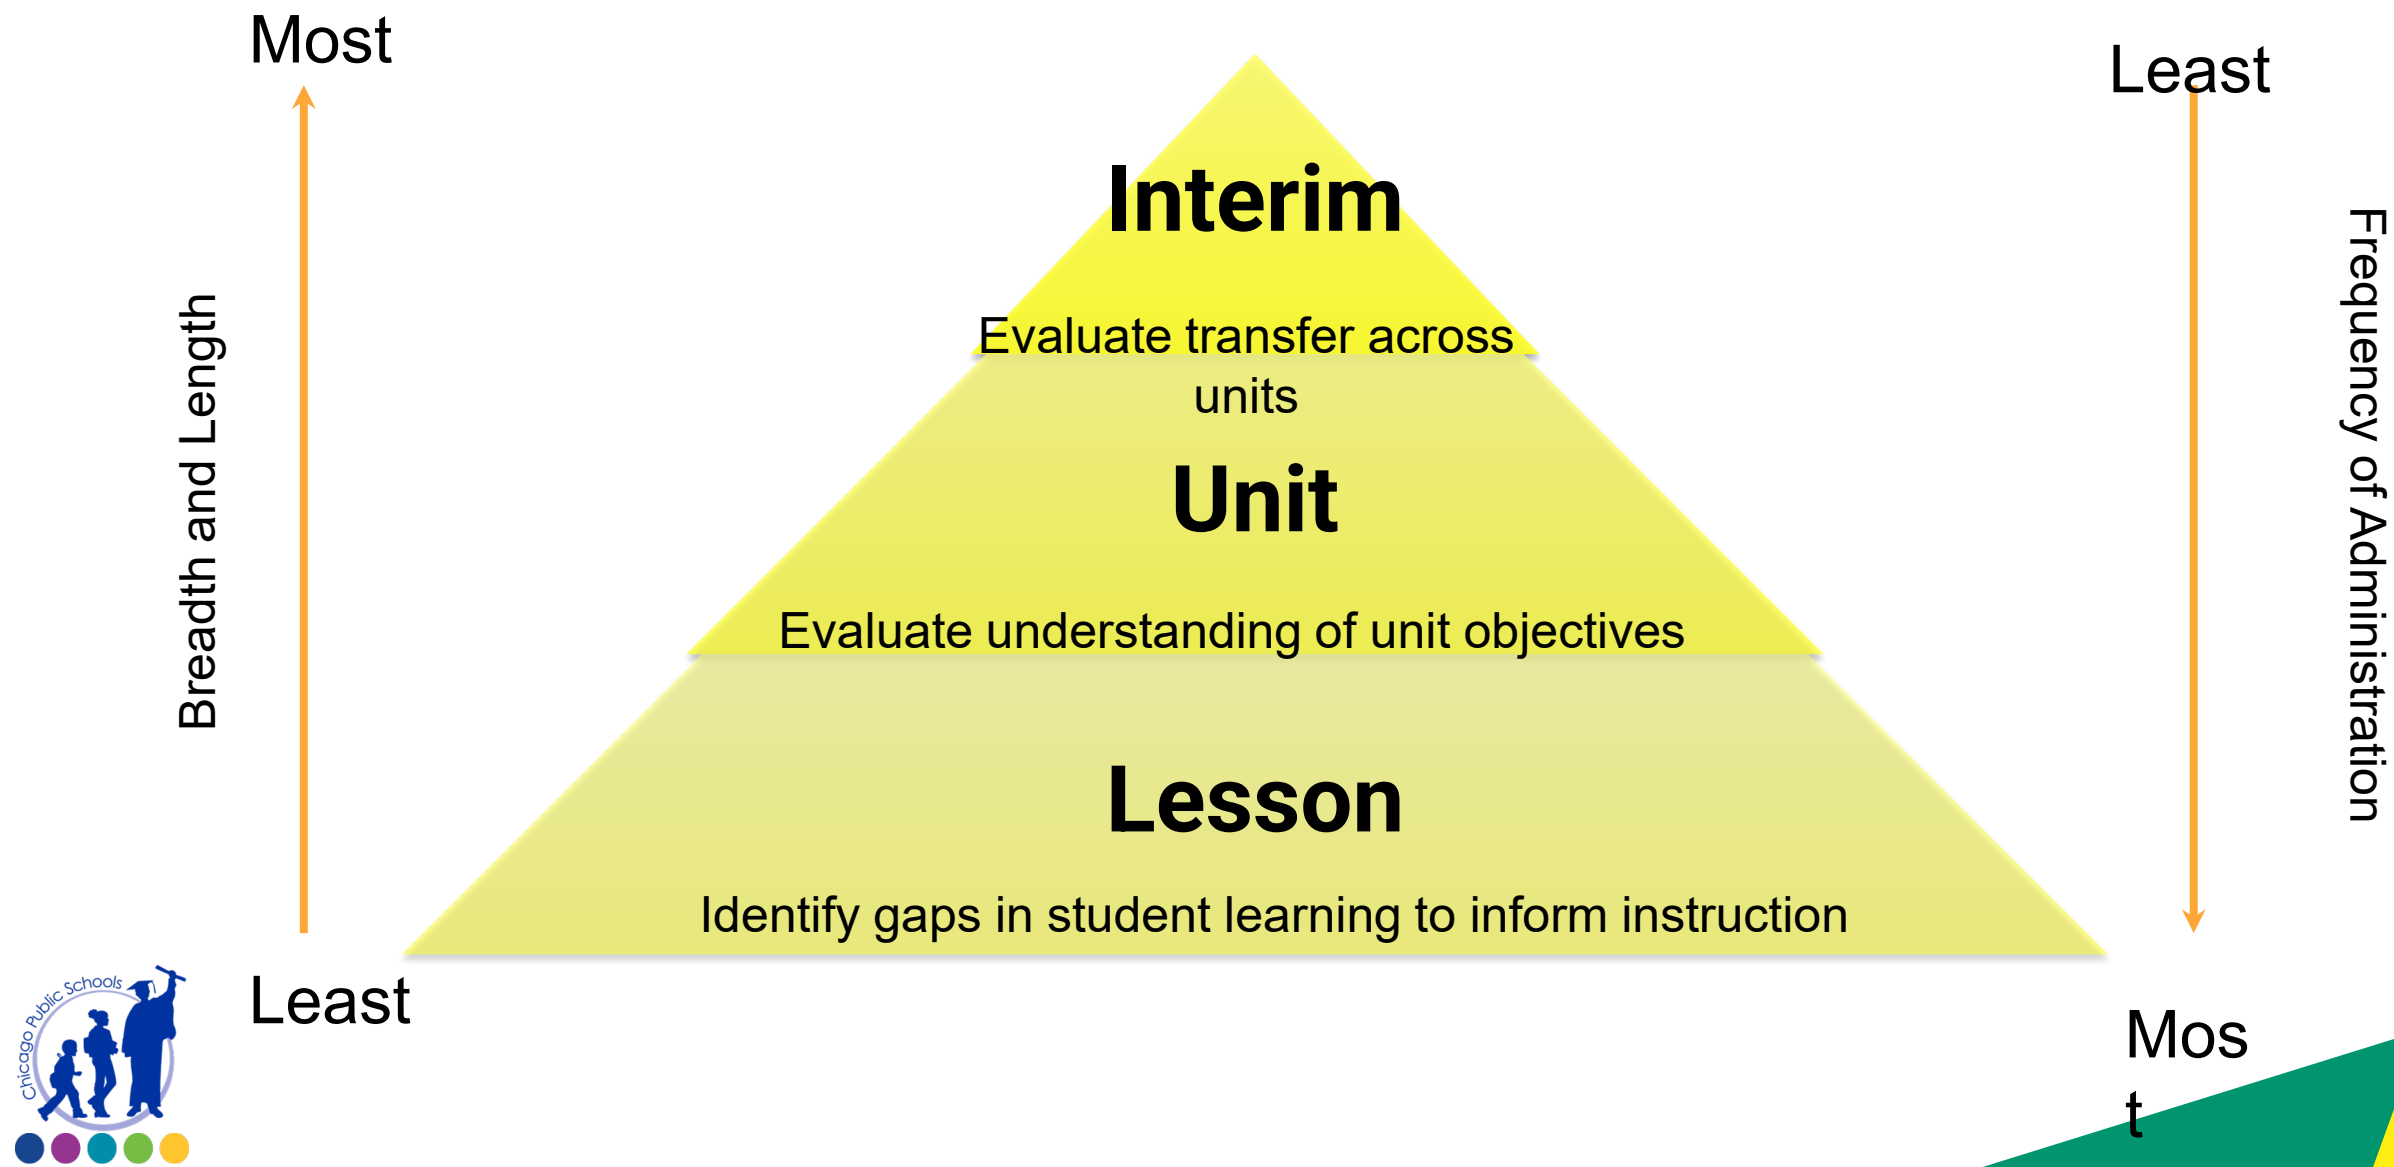 Most
Least
Interim
Evaluate transfer across
units
Unit
Evaluate understanding of unit objectives
Lesson
Identify gaps in student learning to inform instruction
Breadth and Length
Frequency of Administration
Least
Mos
t
Chicago Public Schools